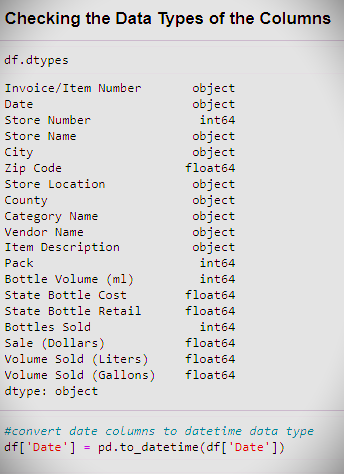 Checking the Data Types of the Columns
df.dtypes
Invoice/Item Number object
Date object
Store Number int64
Store Name object
City object
Zip Code float64
Store Location object
County object
Category Name object
Vendor Name object
Item Description object
Pack int64
Bottle Volume (ml) int64
State Bottle Cost float64
State Bottle Retail float64
Bottles Sold int64
Sale (Dollars) float64
Volume Sold (Liters) float64
Volume Sold (Gallons) float64
dtype: object
#convert date columns to datetime data type
df['Date'] = pd.to_datetime(df['Date'])